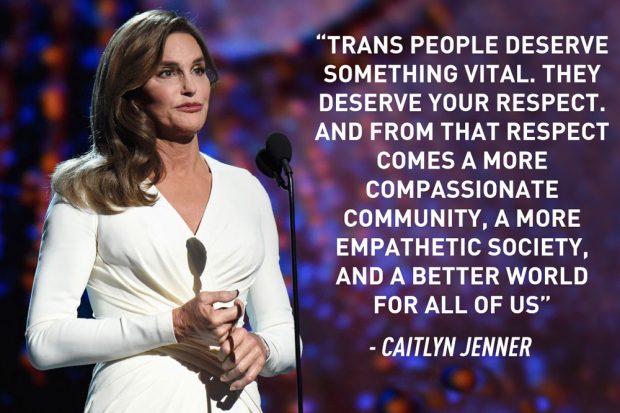 “TRANS PEOPLE DESERVE
SOMETHING VITAL. THEY
DESERVE YOUR RESPECT.
AND FROM THAT RESPECT
COMES A MORE
COMPASSIONATE
COMMUNITY, A MORE
EMPATHETIC SOCIETY,
AND A BETTER WORLD
FOR ALL OF US”
- CAITLYN JENNER